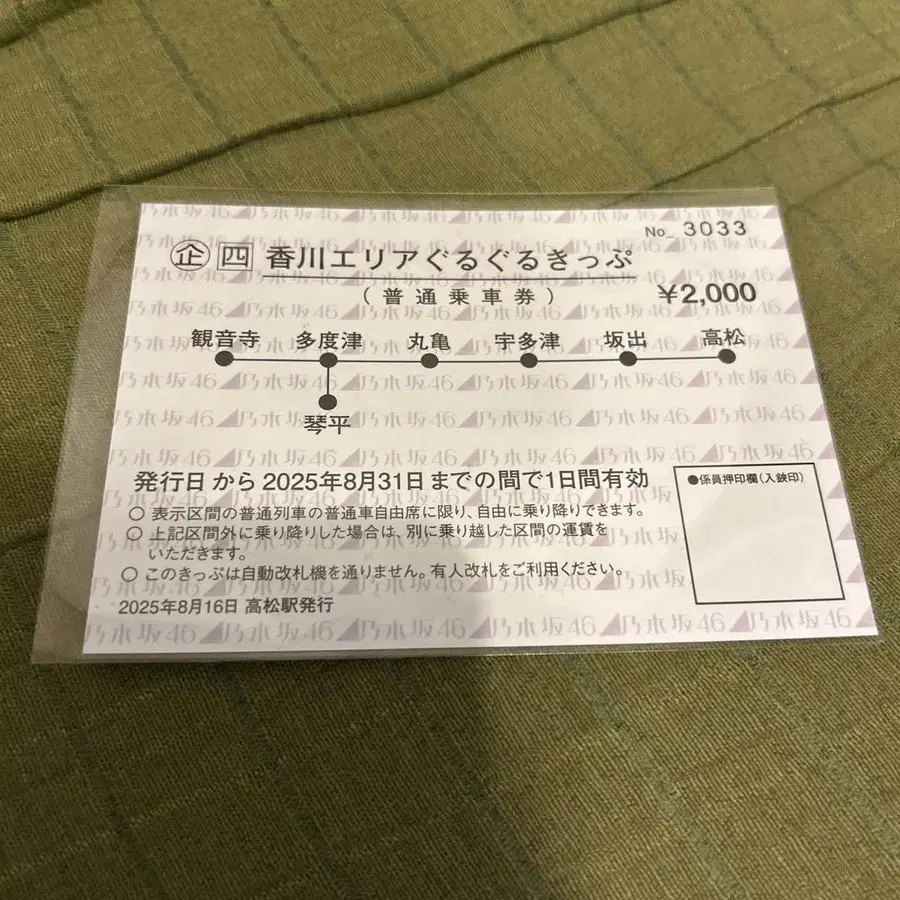 No_ 3033
企 四 香川エリアぐるぐるきっぷ
(普通乗車券) ¥2,000
観音寺 多度津 丸亀 宇多津 坂出 高松
琴平
発行日 から 2025年8月31日 までの間で1日間有効
●係員押印欄(入鋏印)
○ 表示区間の普通列車の普通車自由席に限り、自由に乗り降りできます。
○ 上記区間外に乗り降りした場合は、別に乗り越した区間の運賃を
いただきます。
○ このきっぷは自動改札機を通りません。有人改札をご利用ください。
2025年8月16日 高松駅発行
乃木坂46